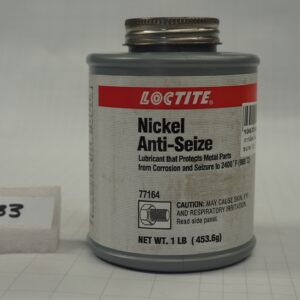 LOCTITE®
Nickel
Anti-Seize
Lubricant that Protects Metal Parts
from Corrosion and Seizure to 2400°F
77164
CAUTION: MAY CAUSE SKIN, EYE
AND RESPIRATORY IRRITATION.
Read side panel.
NET WT. 1 LB (453.6g)
33